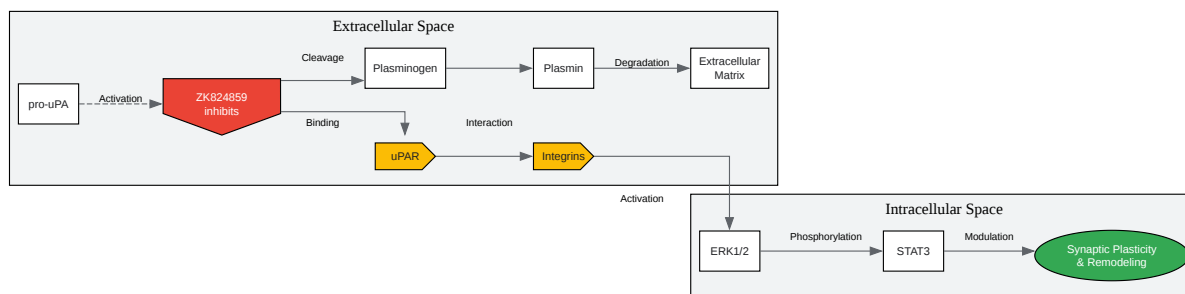 Extracellular Space
pro-uPA
Activation
ZK824859
inhibits
Cleavage
Plasminogen
Plasmin
Degradation
Extracellular
Matrix
Binding
uPAR
Interaction
Integrins
Activation
Intracellular Space
ERK1/2
Phosphorylation
STAT3
Modulation
Synaptic Plasticity
& Remodeling